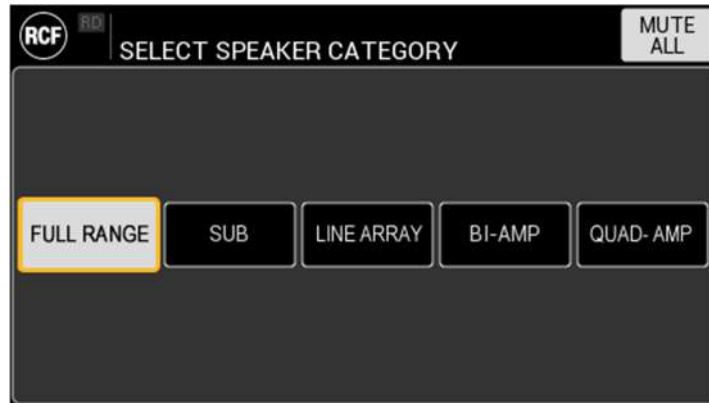 RCF
RD
SELECT SPEAKER CATEGORY
MUTE
ALL
FULL RANGE
SUB
LINE ARRAY
BI-AMP
QUAD- AMP